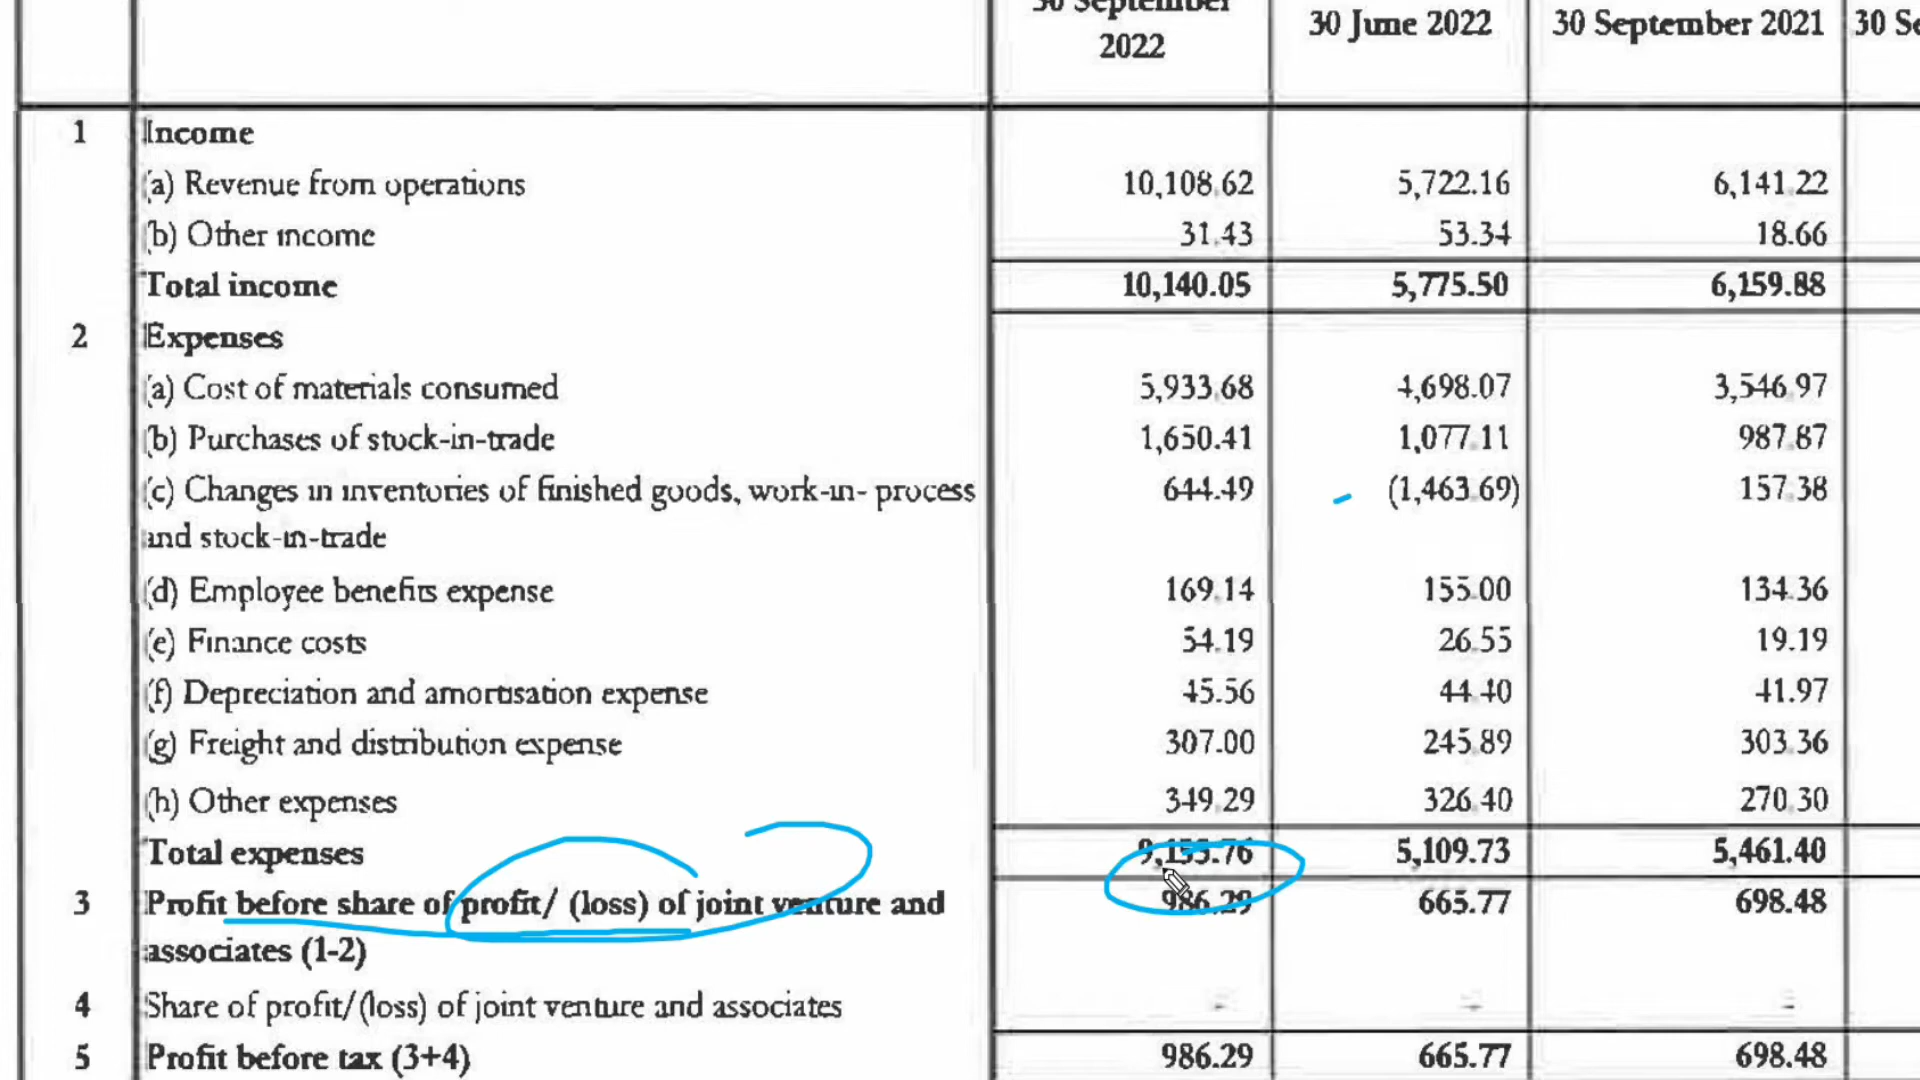 30 September
2022
30 June 2022
30 September 2021
30 Se
1 Income
(a) Revenue from operations 10,108.62 5,722.16 6,141.22
(b) Other income 31.43 53.34 18.66
Total income 10,140.05 5,775.50 6,159.88
2 Expenses
(a) Cost of materials consumed 5,933.68 4,698.07 3,546.97
(b) Purchases of stock-in-trade 1,650.41 1,077.11 987.87
(c) Changes in inventories of finished goods, work-in- process 644.49 (1,463.69) 157.38
and stock-in-trade
(d) Employee benefits expense 169.14 155.00 134.36
(e) Finance costs 54.19 26.55 19.19
(f) Depreciation and amortisation expense 45.56 44.40 41.97
(g) Freight and distribution expense 307.00 245.89 303.36
(h) Other expenses 349.29 326.40 270.30
Total expenses 9,153.76 5,109.73 5,461.40
3 Profit before share of profit/ (loss) of joint venture and 986.29 665.77 698.48
associates (1-2)
4 Share of profit/(loss) of joint venture and associates - - -
5 Profit before tax (3+4) 986.29 665.77 698.48